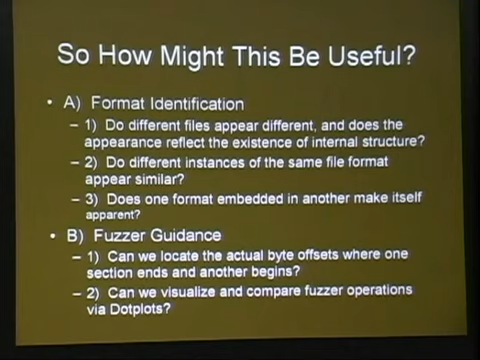 So How Might This Be Useful?
• A) Format Identification
– 1) Do different files appear different, and does the
appearance reflect the existence of internal structure?
– 2) Do different instances of the same file format
appear similar?
– 3) Does one format embedded in another make itself
apparent?
• B) Fuzzer Guidance
– 1) Can we locate the actual byte offsets where one
section ends and another begins?
– 2) Can we visualize and compare fuzzer operations
via Dotplots?